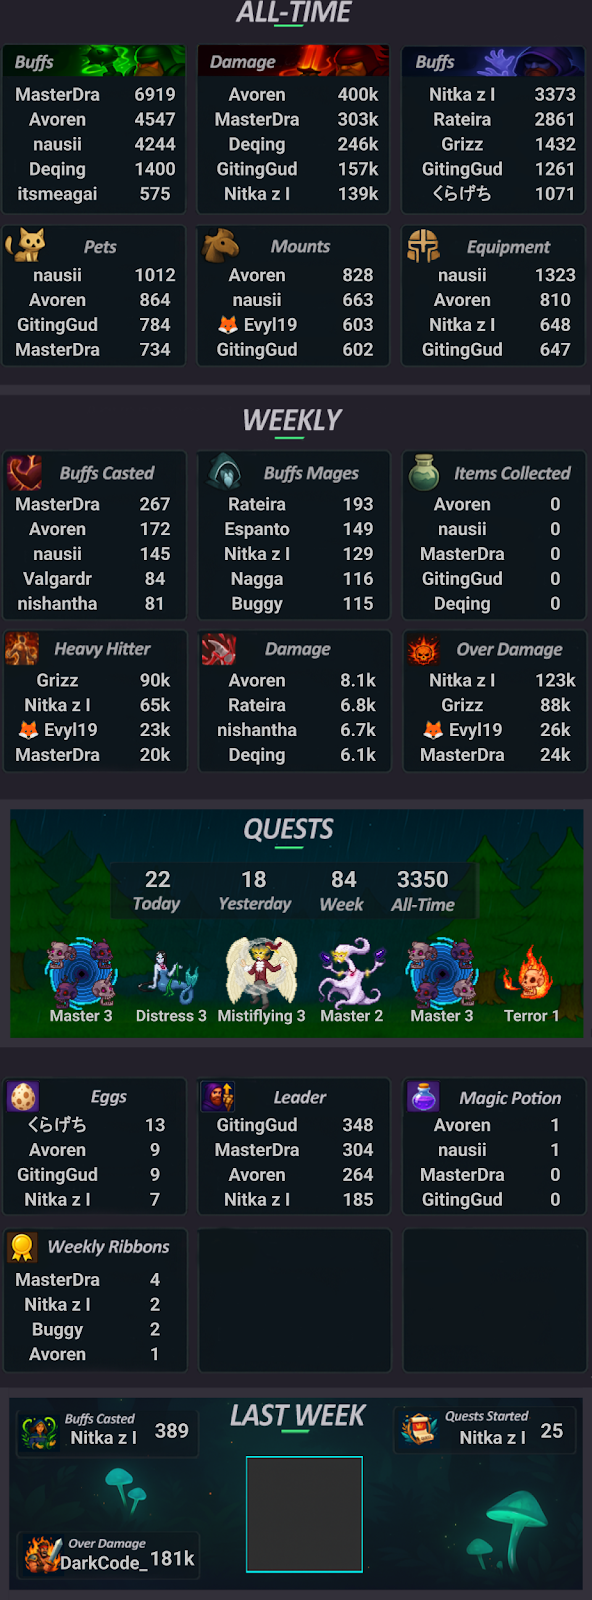 ALL-TIME
Buffs Damage Buffs
MasterDra 6919 Avoren 400k Nitka z I 3373
Avoren 4547 MasterDra 303k Rateira 2861
nausii 4244 Deqing 246k Grizz 1432
Deqing 1400 GitingGud 157k GitingGud 1261
itsmeagai 575 Nitka z I 139k くらげち 1071
Pets Mounts Equipment
nausii 1012 Avoren 828 nausii 1323
Avoren 864 nausii 663 Avoren 810
GitingGud 784 🦊 Evyl19 603 Nitka z I 648
MasterDra 734 GitingGud 602 GitingGud 647
WEEKLY
Buffs Casted Buffs Mages Items Collected
MasterDra 267 Rateira 193 Avoren 0
Avoren 172 Espanto 149 nausii 0
nausii 145 Nitka z I 129 MasterDra 0
Valgardr 84 Nagga 116 GitingGud 0
nishantha 81 Buggy 115 Deqing 0
Heavy Hitter Damage Over Damage
Grizz 90k Avoren 8.1k Nitka z I 123k
Nitka z I 65k Rateira 6.8k Grizz 88k
🦊 Evyl19 23k nishantha 6.7k 🦊 Evyl19 26k
MasterDra 20k Deqing 6.1k MasterDra 24k
QUESTS
22 18 84 3350
Today Yesterday Week All-Time
Master 3 Distress 3 Mistiflying 3 Master 2 Master 3 Terror 1
Eggs Leader Magic Potion
くらげち 13 GitingGud 348 Avoren 1
Avoren 9 MasterDra 304 nausii 1
GitingGud 9 Avoren 264 MasterDra 0
Nitka z I 7 Nitka z I 185 GitingGud 0
Weekly Ribbons
MasterDra 4
Nitka z I 2
Buggy 2
Avoren 1
LAST WEEK
Buffs Casted Quests Started
Nitka z I 389 Nitka z I 25
Over Damage
DarkCode_ 181k